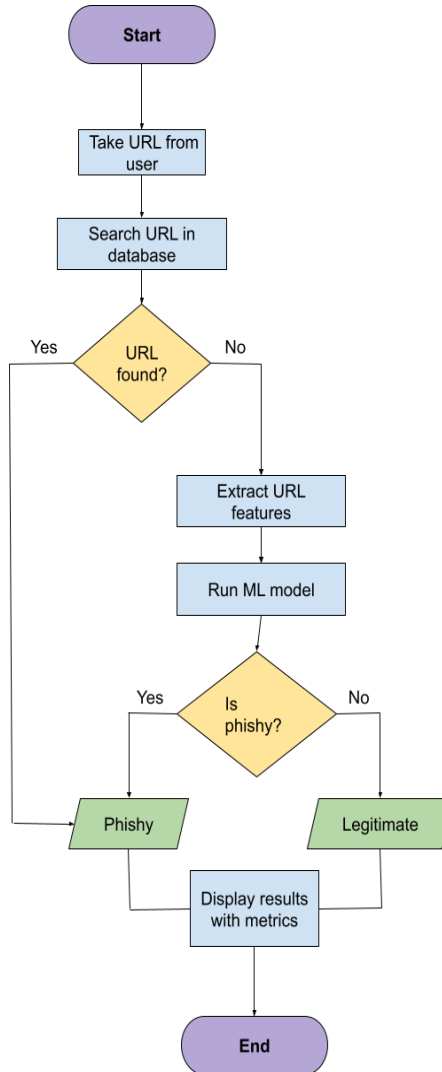 Start
Take URL from
user
Search URL in
database
Yes
URL
found?
No
Extract URL
features
Run ML model
Yes
Is
phishy?
No
Phishy
Legitimate
Display results
with metrics
End